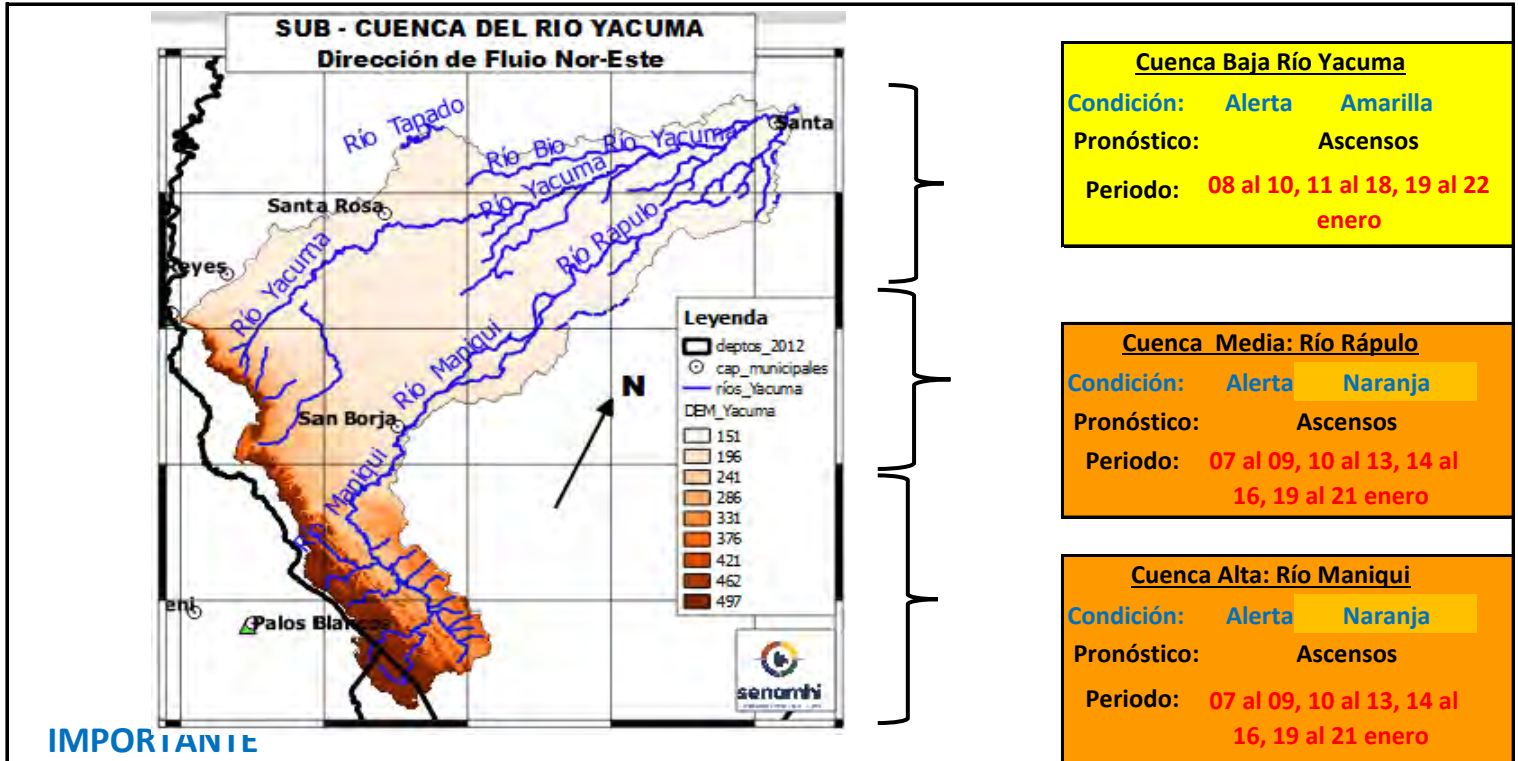 SUB - CUENCA DEL RIO YACUMA
Dirección de Flujo Nor-Este
Río Tapado
Santa
Río Bio Río Yacuma
Río Yacuma
Santa Rosa
Río Rápulo
Reyes
Río Yacuma
Río Maniquí
San Borja
Río Maniqui
eni
Palos Blancos
N
Leyenda
deptos_2012
cap_municipales
ríos_Yacuma
DEM_Yacuma
151
196
241
286
331
376
421
462
497
senamhi
IMPORTANTE
Cuenca Baja Río Yacuma
Condición: Alerta Amarilla
Pronóstico: Ascensos
Periodo: 08 al 10, 11 al 18, 19 al 22
enero
Cuenca Media: Río Rápulo
Condición: Alerta Naranja
Pronóstico: Ascensos
Periodo: 07 al 09, 10 al 13, 14 al
16, 19 al 21 enero
Cuenca Alta: Río Maniqui
Condición: Alerta Naranja
Pronóstico: Ascensos
Periodo: 07 al 09, 10 al 13, 14 al
16, 19 al 21 enero